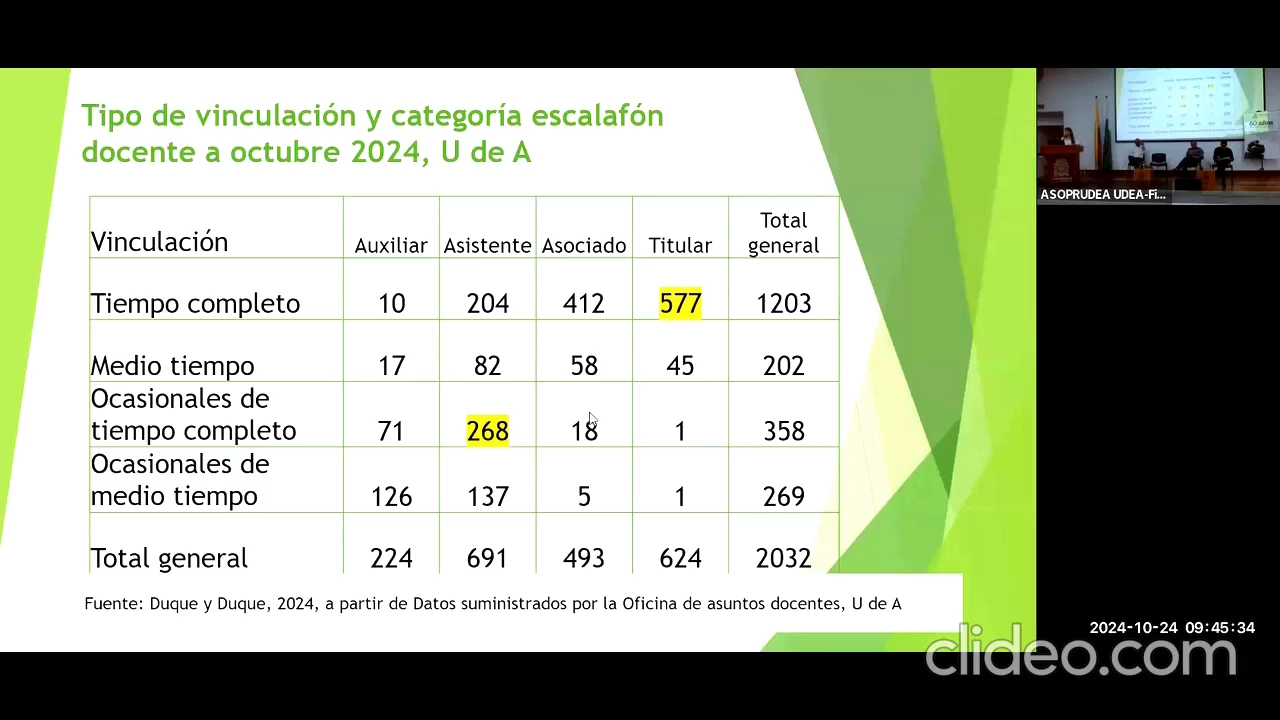 Tipo de vinculación y categoría escalafón
docente a octubre 2024, U de A
Vinculación Auxiliar Asistente Asociado Titular Total general
Tiempo completo 10 204 412 577 1203
Medio tiempo 17 82 58 45 202
Ocasionales de
tiempo completo 71 268 18 1 358
Ocasionales de
medio tiempo 126 137 5 1 269
Total general 224 691 493 624 2032
Fuente: Duque y Duque, 2024, a partir de Datos suministrados por la Oficina de asuntos docentes, U de A
ASOPRUDEA UDEA-Fi...
60 años
2024-10-24 09:45:34
clideo.com